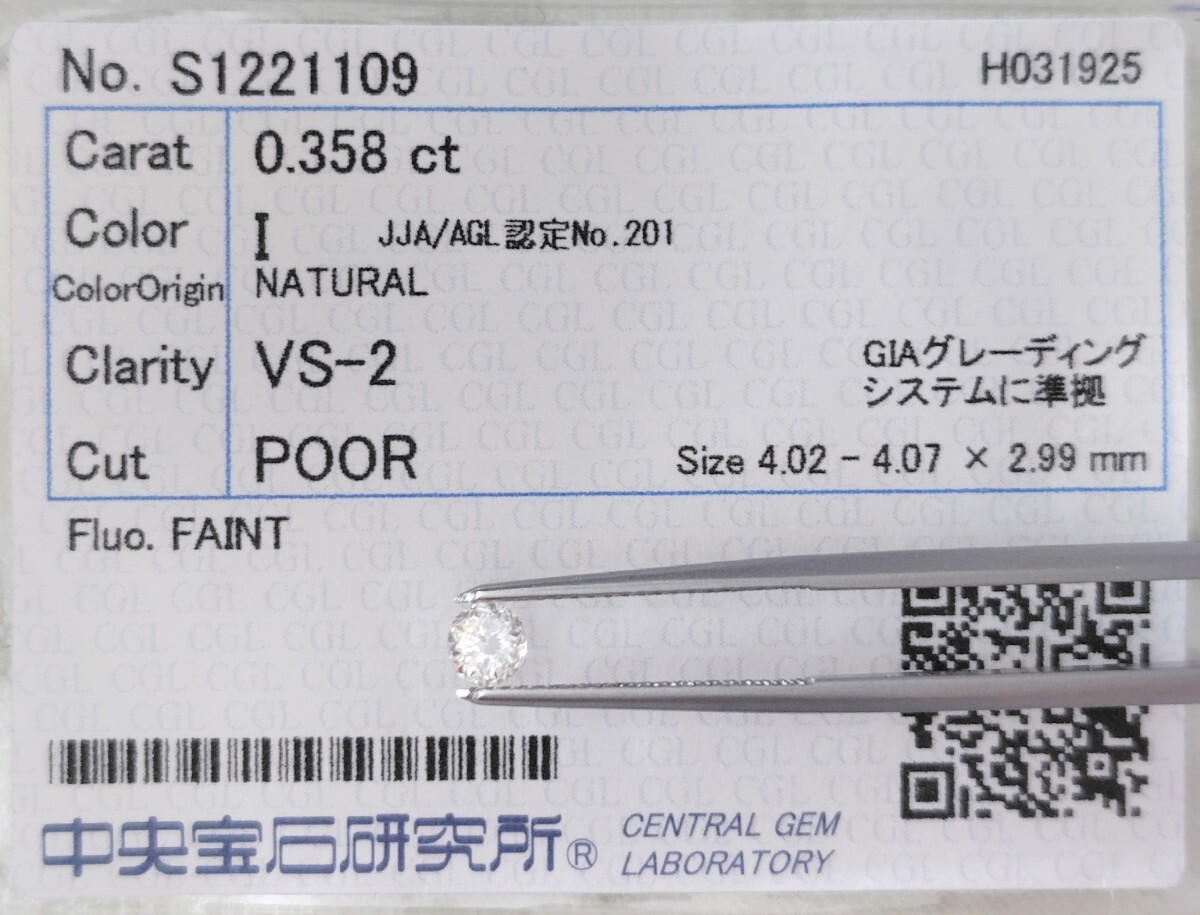 No. S1221109 H031925
Carat 0.358 ct
Color I JJA/AGL認定No.201
ColorOrigin NATURAL
Clarity VS-2 GIAグレーディング
システムに準拠
Cut POOR Size 4.02 - 4.07 × 2.99 mm
Fluo. FAINT
中央宝石研究所® CENTRAL GEM
LABORATORY